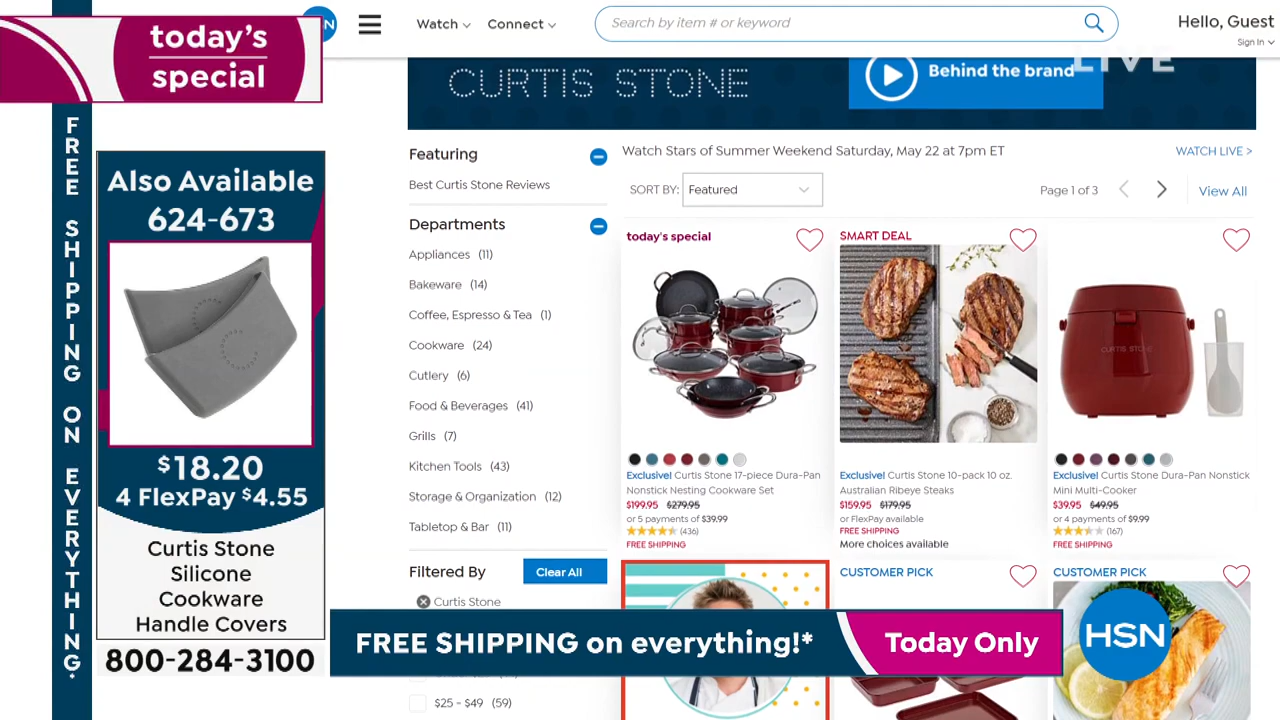 today's
special
FREE SHIPPING ON EVERYTHING.*
Also Available
624-673
$18.20
4 FlexPay $4.55
Curtis Stone
Silicone
Cookware
Handle Covers
800-284-3100
Watch
Connect
Search by item # or keyword
Hello, Guest
Sign In
LIVE
CURTIS STONE
Behind the brand
Featuring
Best Curtis Stone Reviews
Departments
Appliances (11)
Bakeware (14)
Coffee, Espresso & Tea (1)
Cookware (24)
Cutlery (6)
Food & Beverages (41)
Grills (7)
Kitchen Tools (43)
Storage & Organization (12)
Tabletop & Bar (11)
Filtered By
Clear All
Curtis Stone
$25 - $49 (59)
Watch Stars of Summer Weekend Saturday, May 22 at 7pm ET
WATCH LIVE >
SORT BY: Featured
Page 1 of 3
View All
today's special
Exclusive! Curtis Stone 17-piece Dura-Pan
Nonstick Nesting Cookware Set
$199.95 $279.95
or 5 payments of $39.99
(436)
FREE SHIPPING
SMART DEAL
Exclusive! Curtis Stone 10-pack 10 oz.
Australian Ribeye Steaks
$159.95 $179.95
or FlexPay available
FREE SHIPPING
More choices available
CURTIS STONE
Exclusive! Curtis Stone Dura-Pan Nonstick
Mini Multi-Cooker
$39.95 $49.95
or 4 payments of $9.99
(167)
FREE SHIPPING
CUSTOMER PICK
CUSTOMER PICK
FREE SHIPPING on everything!*
Today Only
HSN